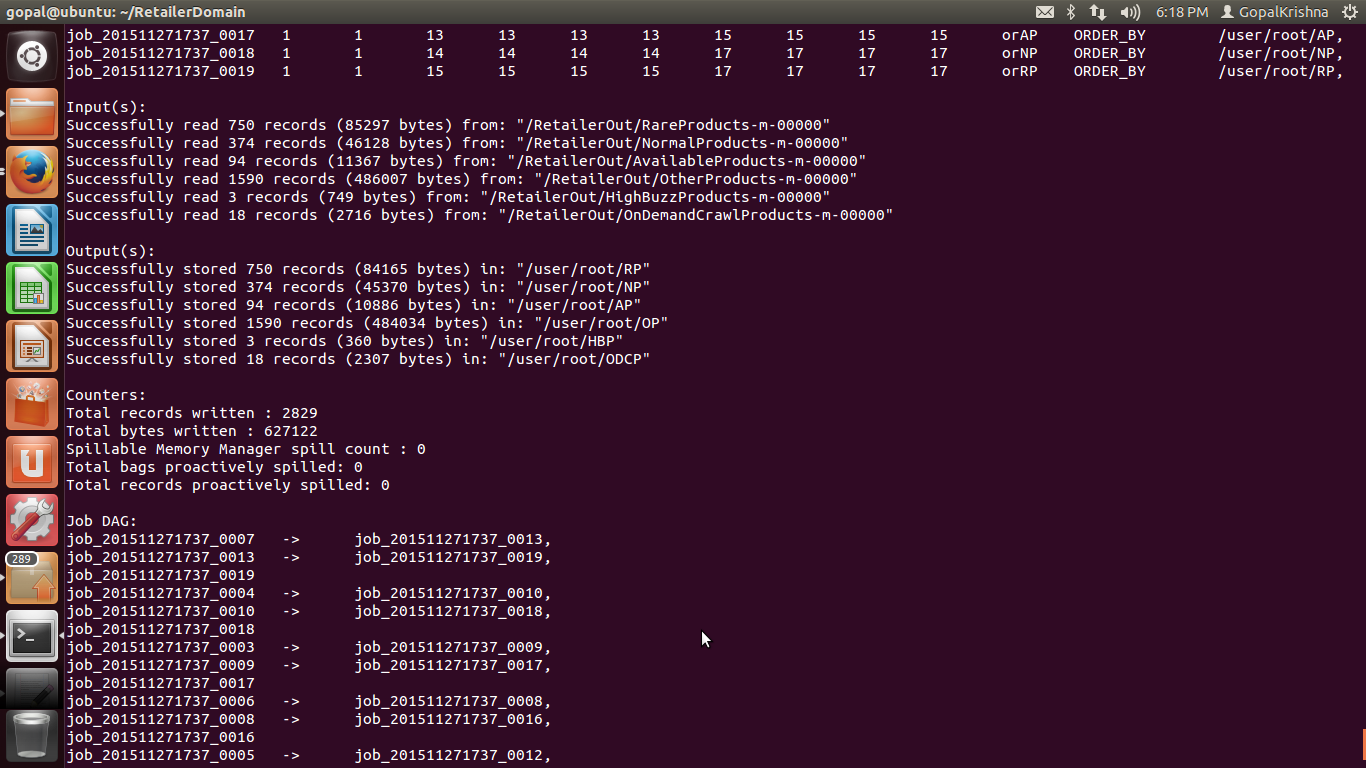 gopal@ubuntu: ~/RetailerDomain 6:18 PM GopalKrishna
job_201511271737_0017 1 1 13 13 13 13 15 15 15 15 orAP ORDER_BY /user/root/AP,
job_201511271737_0018 1 1 14 14 14 14 17 17 17 17 orNP ORDER_BY /user/root/NP,
job_201511271737_0019 1 1 15 15 15 15 17 17 17 17 orRP ORDER_BY /user/root/RP,
Input(s):
Successfully read 750 records (85297 bytes) from: "/RetailerOut/RareProducts-m-00000"
Successfully read 374 records (46128 bytes) from: "/RetailerOut/NormalProducts-m-00000"
Successfully read 94 records (11367 bytes) from: "/RetailerOut/AvailableProducts-m-00000"
Successfully read 1590 records (486007 bytes) from: "/RetailerOut/OtherProducts-m-00000"
Successfully read 3 records (749 bytes) from: "/RetailerOut/HighBuzzProducts-m-00000"
Successfully read 18 records (2716 bytes) from: "/RetailerOut/OnDemandCrawlProducts-m-00000"
Output(s):
Successfully stored 750 records (84165 bytes) in: "/user/root/RP"
Successfully stored 374 records (45370 bytes) in: "/user/root/NP"
Successfully stored 94 records (10886 bytes) in: "/user/root/AP"
Successfully stored 1590 records (484034 bytes) in: "/user/root/OP"
Successfully stored 3 records (360 bytes) in: "/user/root/HBP"
Successfully stored 18 records (2307 bytes) in: "/user/root/ODCP"
Counters:
Total records written : 2829
Total bytes written : 627122
Spillable Memory Manager spill count : 0
Total bags proactively spilled: 0
Total records proactively spilled: 0
Job DAG:
job_201511271737_0007 -> job_201511271737_0013,
job_201511271737_0013 -> job_201511271737_0019,
289
job_201511271737_0019
job_201511271737_0004 -> job_201511271737_0010,
job_201511271737_0010 -> job_201511271737_0018,
job_201511271737_0018
job_201511271737_0003 -> job_201511271737_0009,
job_201511271737_0009 -> job_201511271737_0017,
job_201511271737_0017
job_201511271737_0006 -> job_201511271737_0008,
job_201511271737_0008 -> job_201511271737_0016,
job_201511271737_0016
job_201511271737_0005 -> job_201511271737_0012,